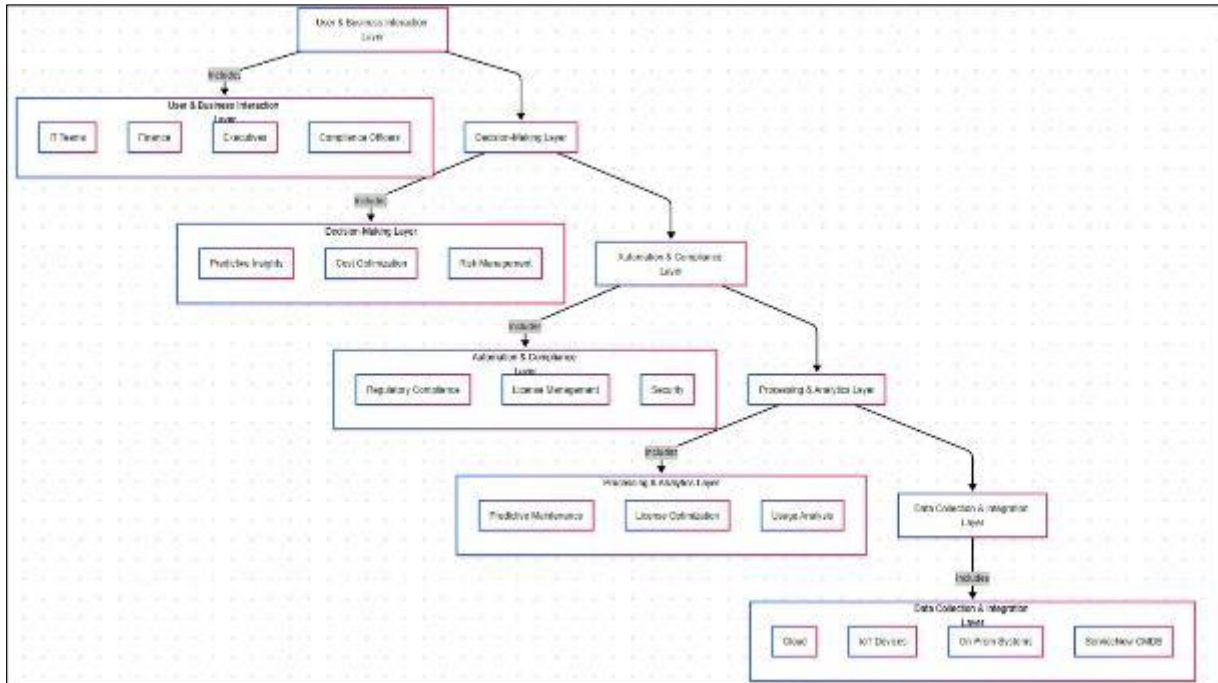 User & Business Interaction
Layer
Includes
User & Business Interaction
Layer
IT Teams
Finance
Executives
Compliance Officers
Decision-Making Layer
Includes
Decision-Making Layer
Predictive Insights
Cost Optimization
Risk Management
Automation & Compliance
Layer
Includes
Automation & Compliance
Layer
Regulatory Compliance
License Management
Security
Processing & Analytics Layer
Includes
Processing & Analytics Layer
Predictive Maintenance
License Optimization
Usage Analysis
Data Collection & Integration
Layer
Includes
Data Collection & Integration
Layer
Cloud
IoT Devices
On-Prem Systems
ServiceNow CMDB